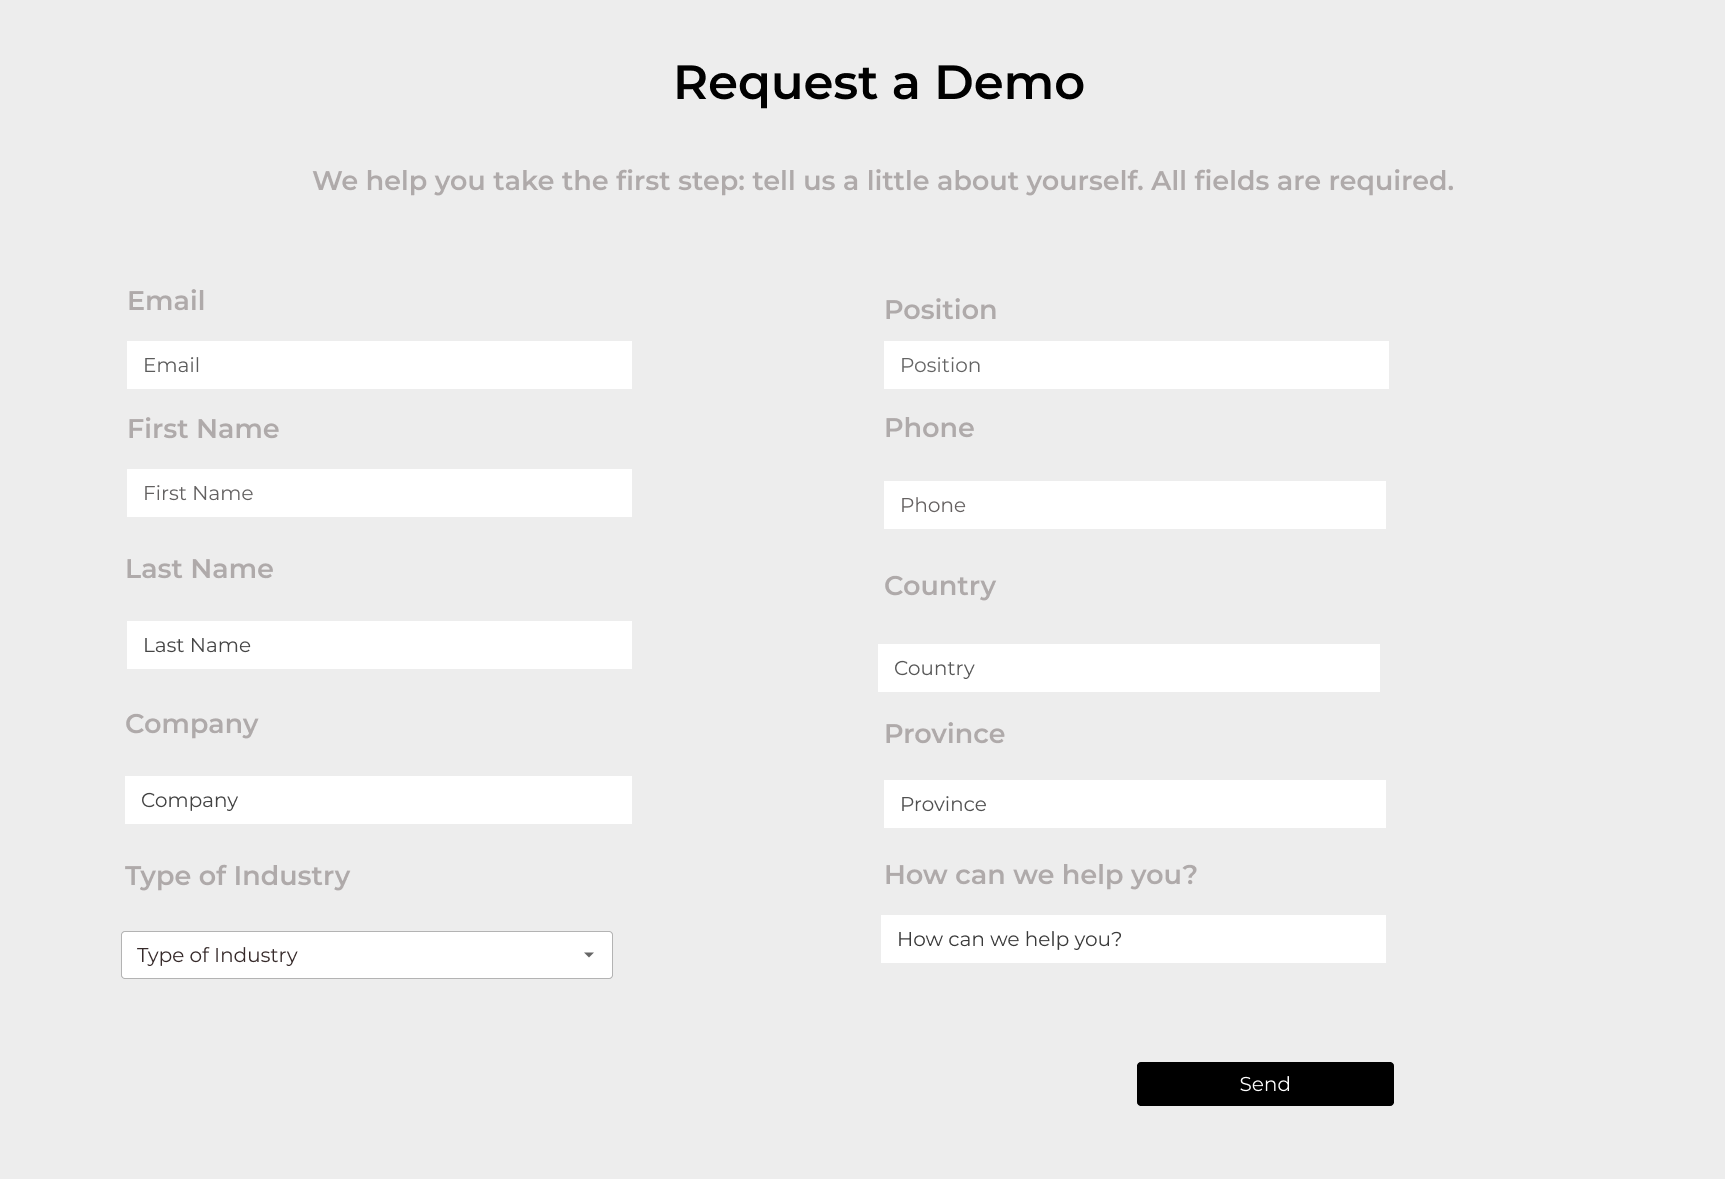 Request a Demo
We help you take the first step: tell us a little about yourself. All fields are required.
Email
Email
First Name
First Name
Last Name
Last Name
Company
Company
Type of Industry
Type of Industry
Position
Position
Phone
Phone
Country
Country
Province
Province
How can we help you?
How can we help you?
Send